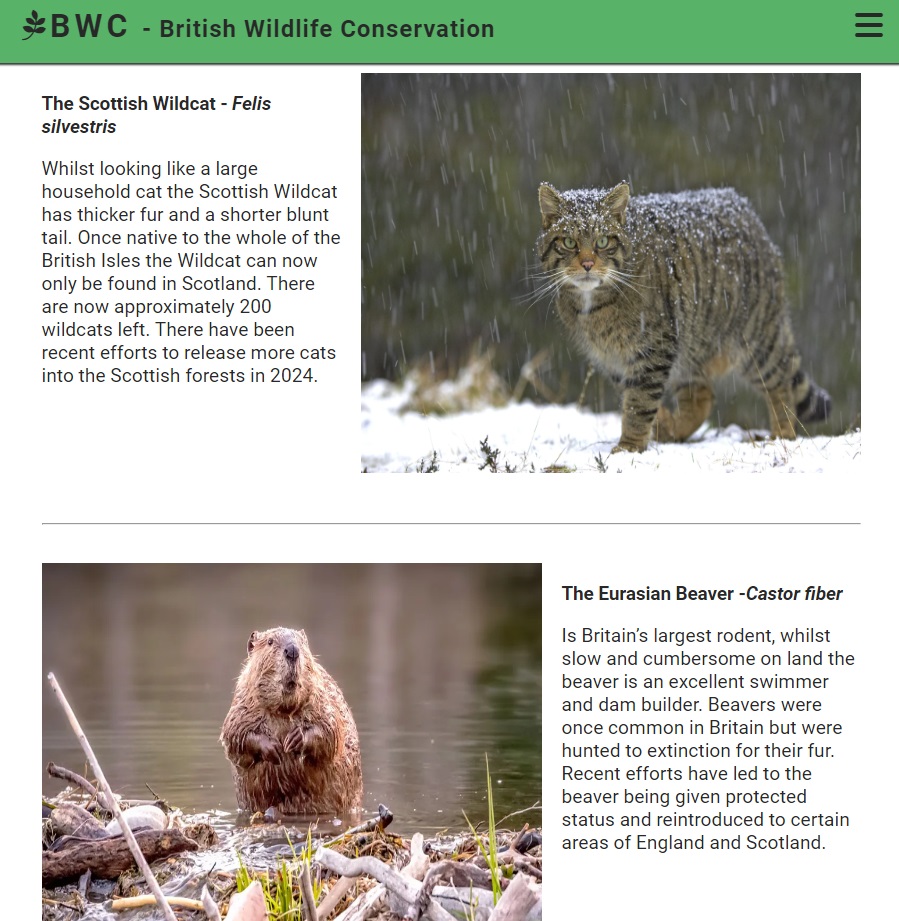 BWC - British Wildlife Conservation
The Scottish Wildcat - Felis
silvestris
Whilst looking like a large
household cat the Scottish Wildcat
has thicker fur and a shorter blunt
tail. Once native to the whole of the
British Isles the Wildcat can now
only be found in Scotland. There
are now approximately 200
wildcats left. There have been
recent efforts to release more cats
into the Scottish forests in 2024.
The Eurasian Beaver -Castor fiber
Is Britain’s largest rodent, whilst
slow and cumbersome on land the
beaver is an excellent swimmer
and dam builder. Beavers were
once common in Britain but were
hunted to extinction for their fur.
Recent efforts have led to the
beaver being given protected
status and reintroduced to certain
areas of England and Scotland.